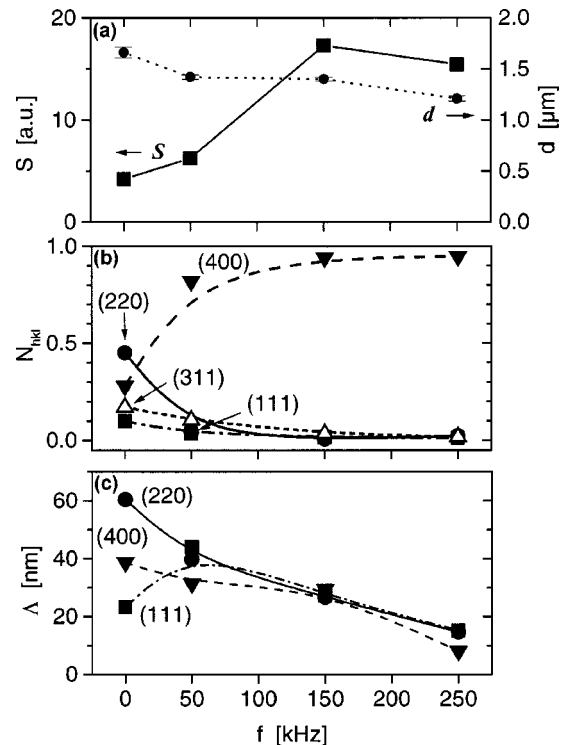 (a)
20
15
10
5
0
S [a.u.]
S
d
2.0
1.5
1.0
0.5
0.0
d [µm]
(b)
1.0
0.5
0.0
N_hkl
(400)
(220)
(311)
(111)
(c)
60
40
20
0
Λ [nm]
(220)
(400)
(111)
0 50 100 150 200 250
f [kHz]